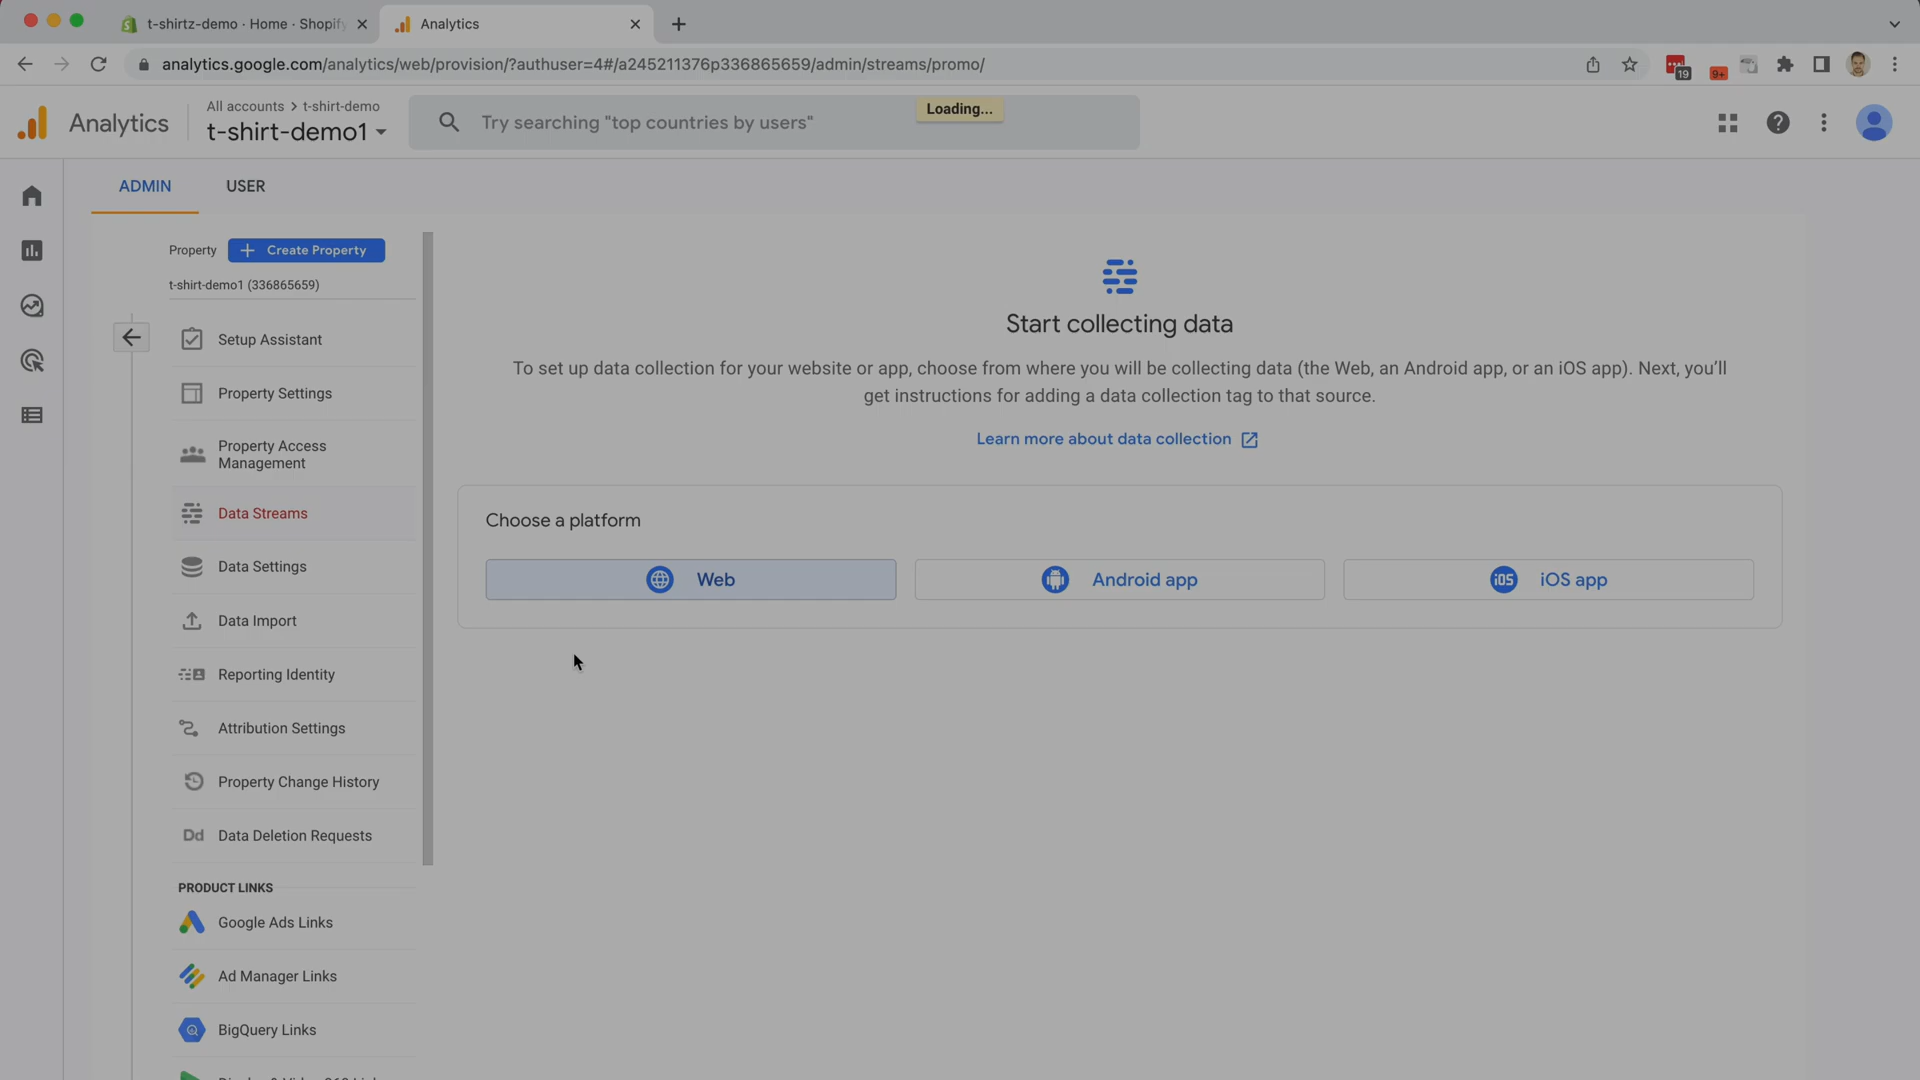 t-shirtz-demo · Home · Shopify
Analytics
analytics.google.com/analytics/web/provision/?authuser=4#/a245211376p336865659/admin/streams/promo/
19
9+
Analytics
All accounts > t-shirt-demo
t-shirt-demo1
Try searching "top countries by users"
Loading...
ADMIN
USER
Property
Create Property
t-shirt-demo1 (336865659)
Setup Assistant
Property Settings
Property Access
Management
Data Streams
Data Settings
Data Import
Reporting Identity
Attribution Settings
Property Change History
Dd Data Deletion Requests
PRODUCT LINKS
Google Ads Links
Ad Manager Links
BigQuery Links
Start collecting data
To set up data collection for your website or app, choose from where you will be collecting data (the Web, an Android app, or an iOS app). Next, you’ll
get instructions for adding a data collection tag to that source.
Learn more about data collection
Choose a platform
Web
Android app
iOS iOS app